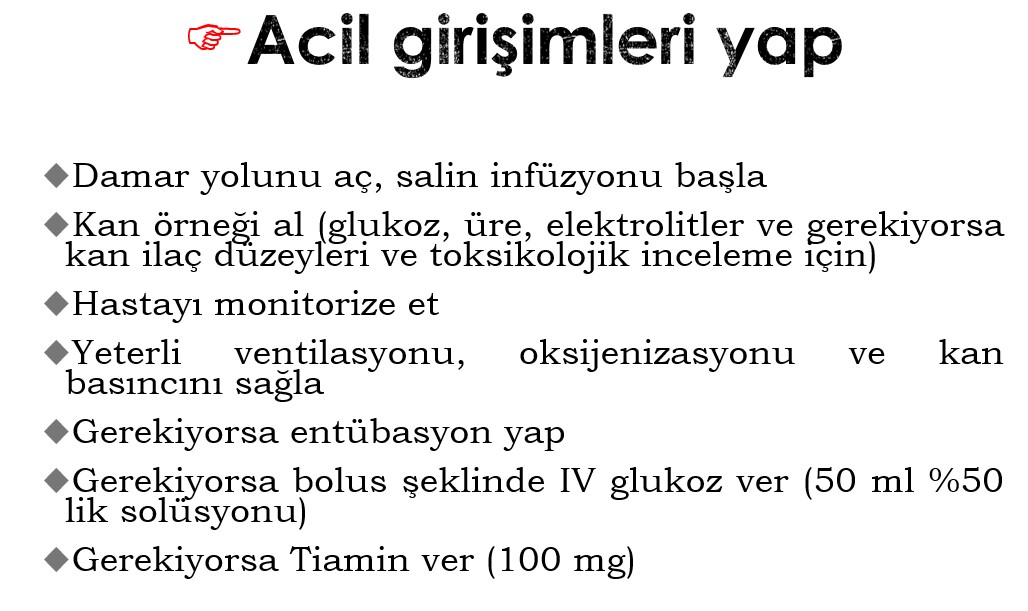 ☞Acil girişimleri yap
◆Damar yolunu aç, salin infüzyonu başla
◆Kan örneği al (glukoz, üre, elektrolitler ve gerekiyorsa
kan ilaç düzeyleri ve toksikolojik inceleme için)
◆Hastayı monitorize et
◆Yeterli ventilasyonu, oksijenizasyonu ve kan
basıncını sağla
◆Gerekiyorsa entübasyon yap
◆Gerekiyorsa bolus şeklinde IV glukoz ver (50 ml %50
lik solüsyonu)
◆Gerekiyorsa Tiamin ver (100 mg)